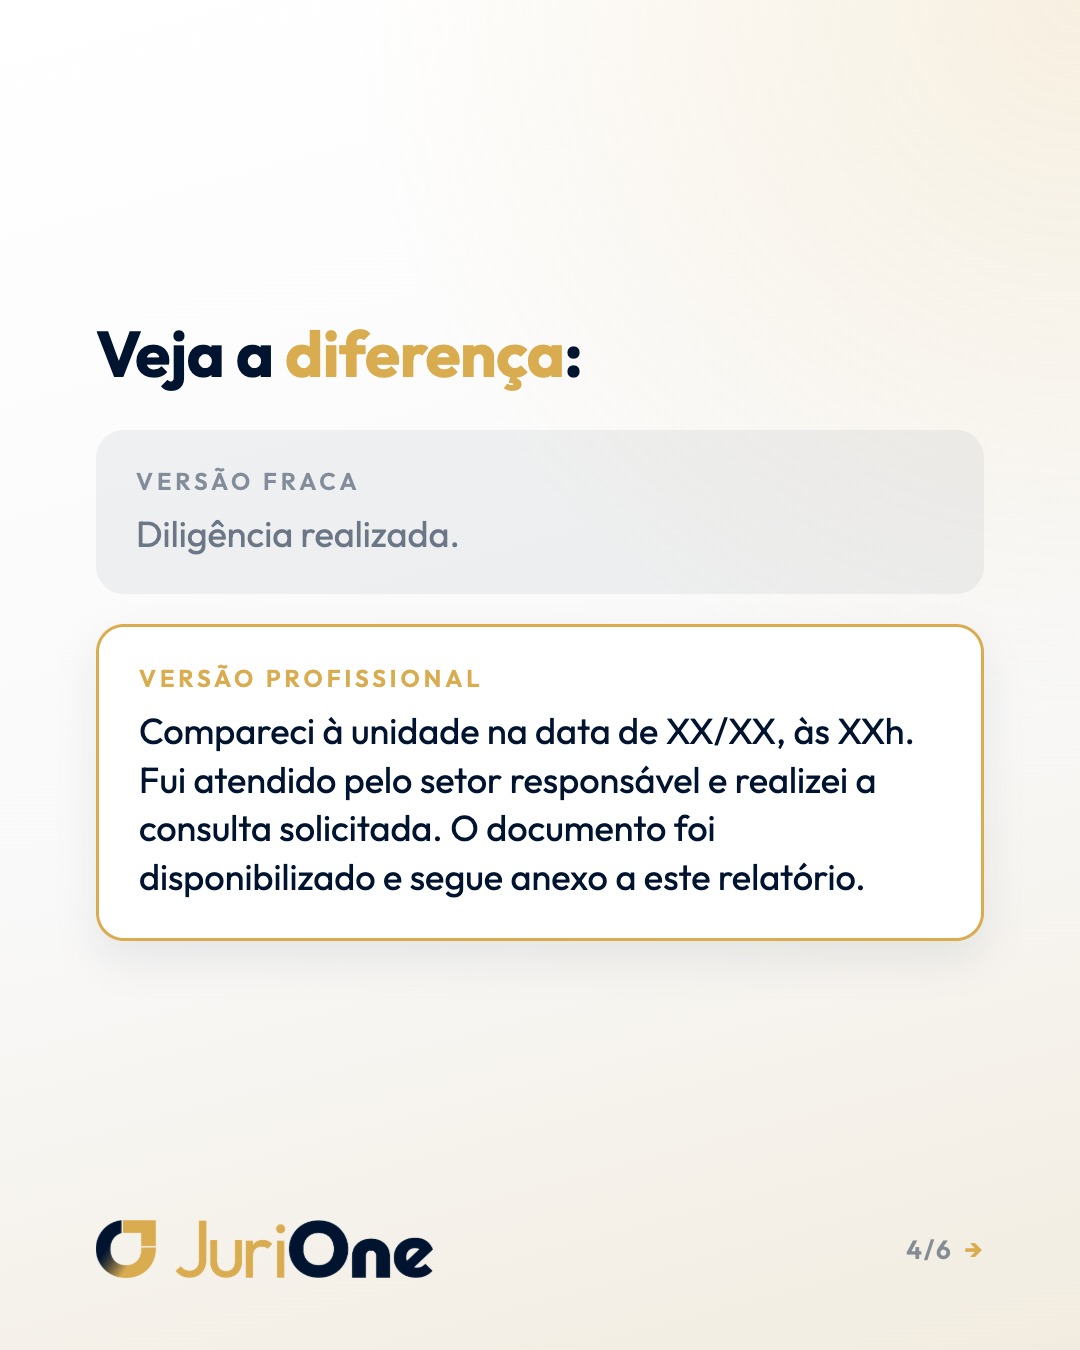 Veja a diferença:
VERSÃO FRACA
Diligência realizada.
VERSÃO PROFISSIONAL
Compareci à unidade na data de XX/XX, às XXh.
Fui atendido pelo setor responsável e realizei a
consulta solicitada. O documento foi
disponibilizado e segue anexo a este relatório.
JuriOne
4/6 →